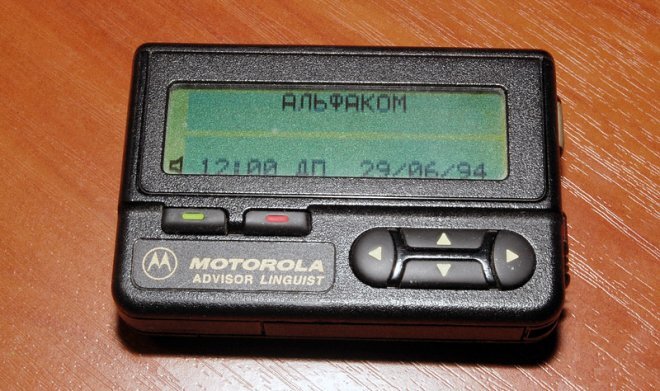 АЛЬФАКОМ
12:00 ДП 29/06/94
MOTOROLA
ADVISOR LINGUIST